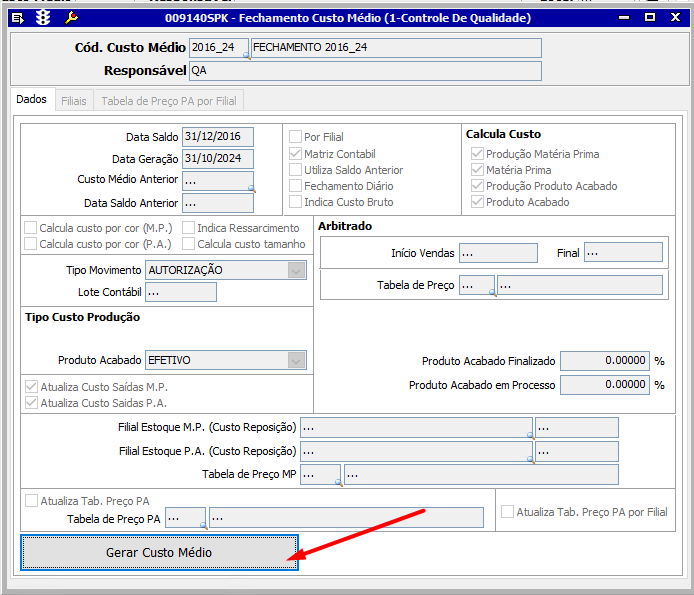 009140SPK - Fechamento Custo Médio (1-Controle De Qualidade)
Cód. Custo Médio 2016_24 FECHAMENTO 2016_24
Responsável QA
Dados Filiais Tabela de Preço PA por Filial
Data Saldo 31/12/2016
Data Geração 31/10/2024
Custo Médio Anterior ...
Data Saldo Anterior ...
Por Filial
Matriz Contabil
Utiliza Saldo Anterior
Fechamento Diário
Indica Custo Bruto
Calcula Custo
Produção Matéria Prima
Matéria Prima
Produção Produto Acabado
Produto Acabado
Calcula custo por cor (M.P.) Indica Ressarcimento
Calcula custo por cor (P.A.) Calcula custo tamanho
Tipo Movimento AUTORIZAÇÃO
Lote Contábil ...
Arbitrado
Início Vendas ... Final ...
Tabela de Preço ... ...
Tipo Custo Produção
Produto Acabado EFETIVO
Produto Acabado Finalizado 0.00000 %
Produto Acabado em Processo 0.00000 %
Atualiza Custo Saídas M.P.
Atualiza Custo Saidas P.A.
Filial Estoque M.P. (Custo Reposição) ... ...
Filial Estoque P.A. (Custo Reposição) ... ...
Tabela de Preço MP ... ...
Atualiza Tab. Preço PA
Tabela de Preço PA ... ...
Atualiza Tab. Preço PA por Filial
Gerar Custo Médio